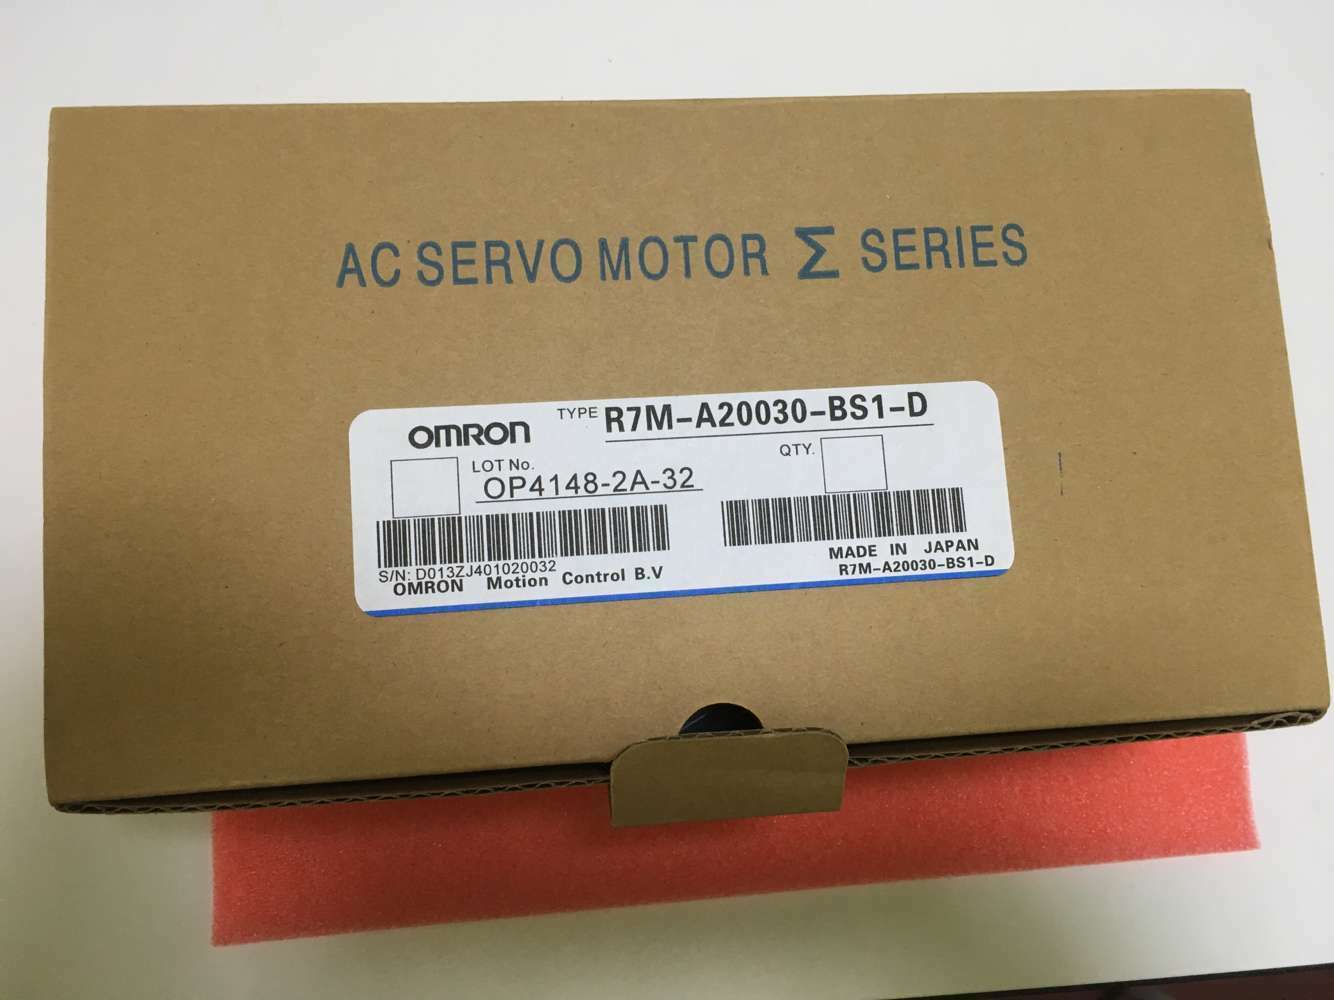 AC SERVO MOTOR Σ SERIES
OMRON TYPE R7M-A20030-BS1-D
LOT No. QTY.
OP4148-2A-32
S/N: D013ZJ401020032
MADE IN JAPAN
OMRON Motion Control B.V
R7M-A20030-BS1-D